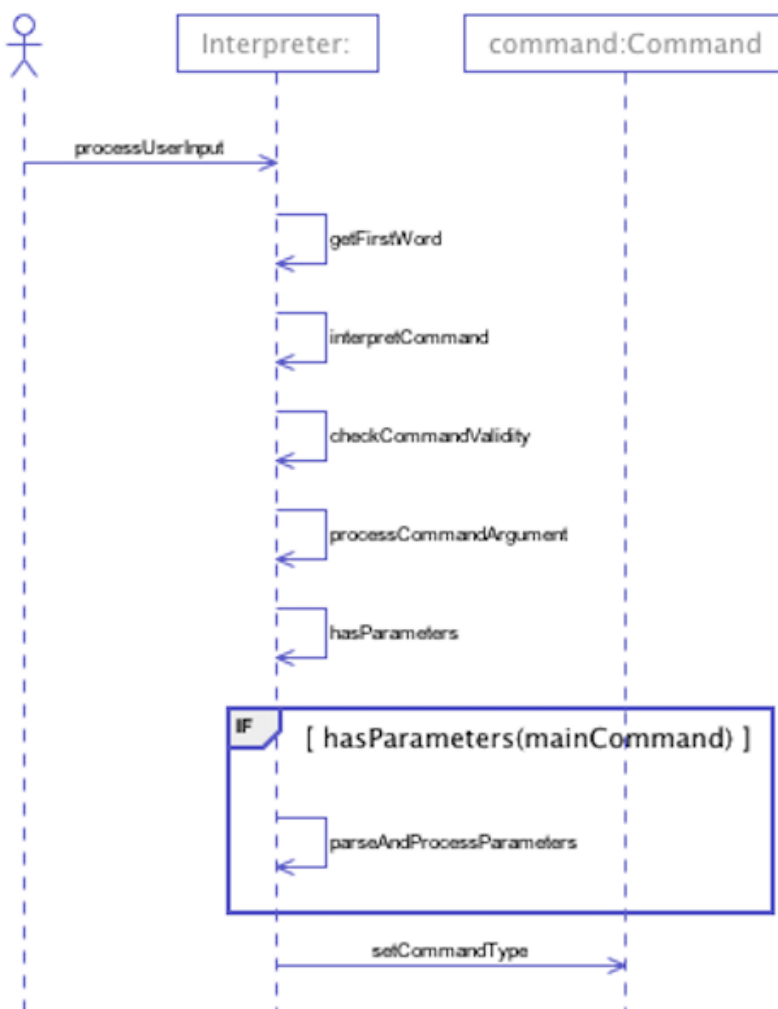 Interpreter:
command:Command
processUserInput
getFirstWord
interpretCommand
checkCommandValidity
processCommandArgument
hasParameters
IF
[ hasParameters(mainCommand) ]
parseAndProcessParameters
setCommandType